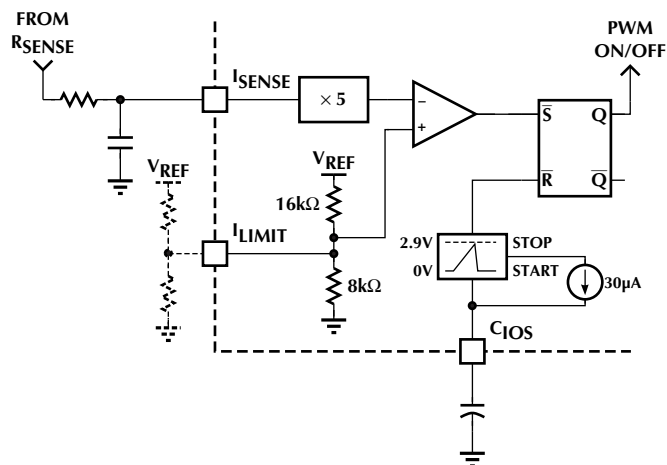 FROM
RSENSE
PWM
ON/OFF
ISENSE
× 5
–
+
S̅
Q
R̅
Q̅
VREF
VREF
16kΩ
ILIMIT
8kΩ
2.9V
STOP
0V
START
30µA
CIOS